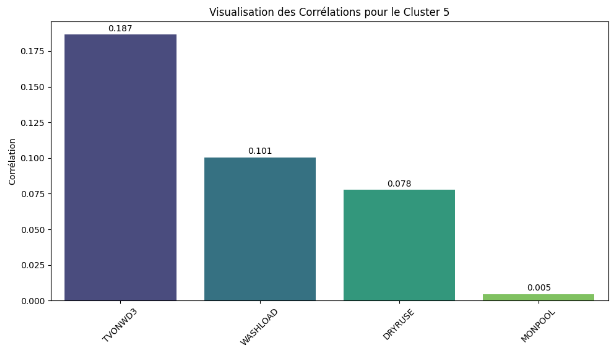 Visualisation des Corrélations pour le Cluster 5
Corrélation
0.175
0.150
0.125
0.100
0.075
0.050
0.025
0.000
0.187
0.101
0.078
0.005
TVONWD3
WASHLOAD
DRYRUSE
MONPOOL